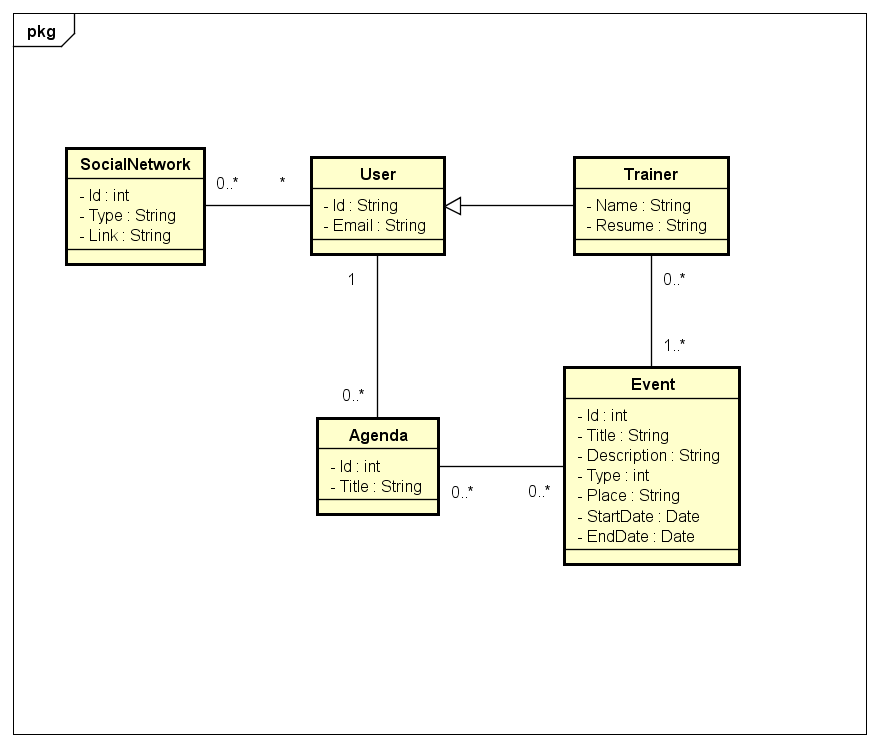 pkg
SocialNetwork
- Id : int
- Type : String
- Link : String
0..*
*
User
- Id : String
- Email : String
Trainer
- Name : String
- Resume : String
1
0..*
0..*
1..*
Agenda
- Id : int
- Title : String
0..*
0..*
Event
- Id : int
- Title : String
- Description : String
- Type : int
- Place : String
- StartDate : Date
- EndDate : Date